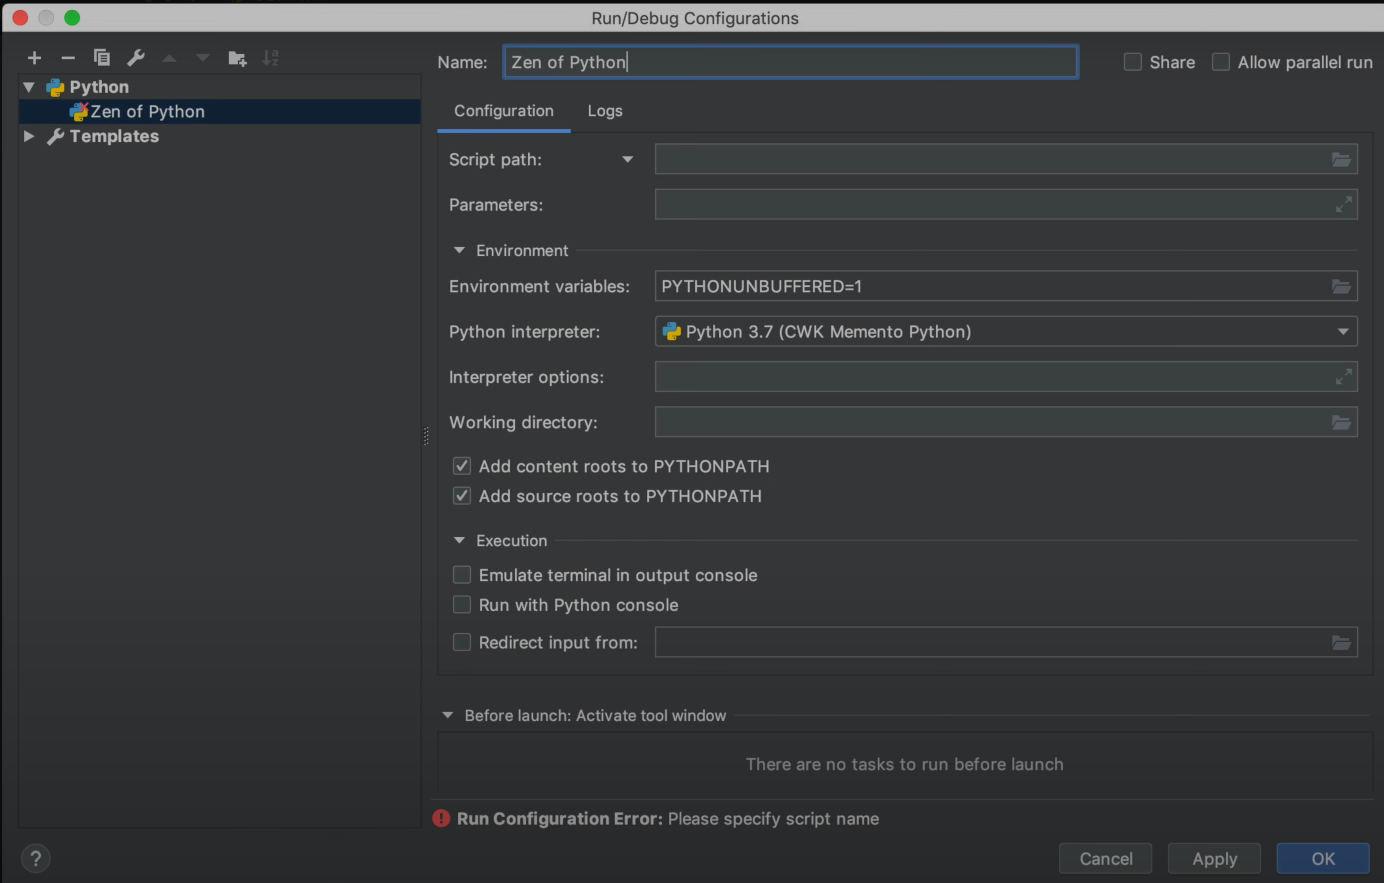 Run/Debug Configurations
Name: Zen of Python
Share
Allow parallel run
Python
Zen of Python
Templates
Configuration Logs
Script path:
Parameters:
Environment
Environment variables: PYTHONUNBUFFERED=1
Python interpreter: Python 3.7 (CWK Memento Python)
Interpreter options:
Working directory:
Add content roots to PYTHONPATH
Add source roots to PYTHONPATH
Execution
Emulate terminal in output console
Run with Python console
Redirect input from:
Before launch: Activate tool window
There are no tasks to run before launch
Run Configuration Error: Please specify script name
? Cancel Apply OK